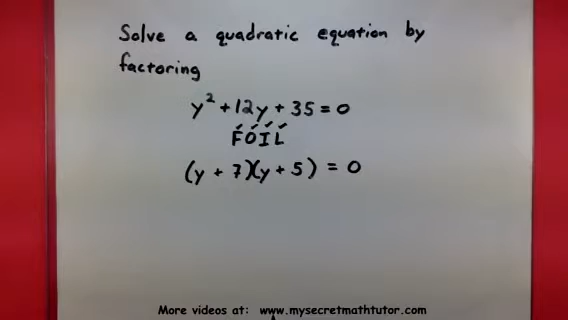 Solve a quadratic equation by
factoring
y² + 12y + 35 = 0
FOIL
(y + 7)(y + 5) = 0
More videos at: www.mysecretmathtutor.com